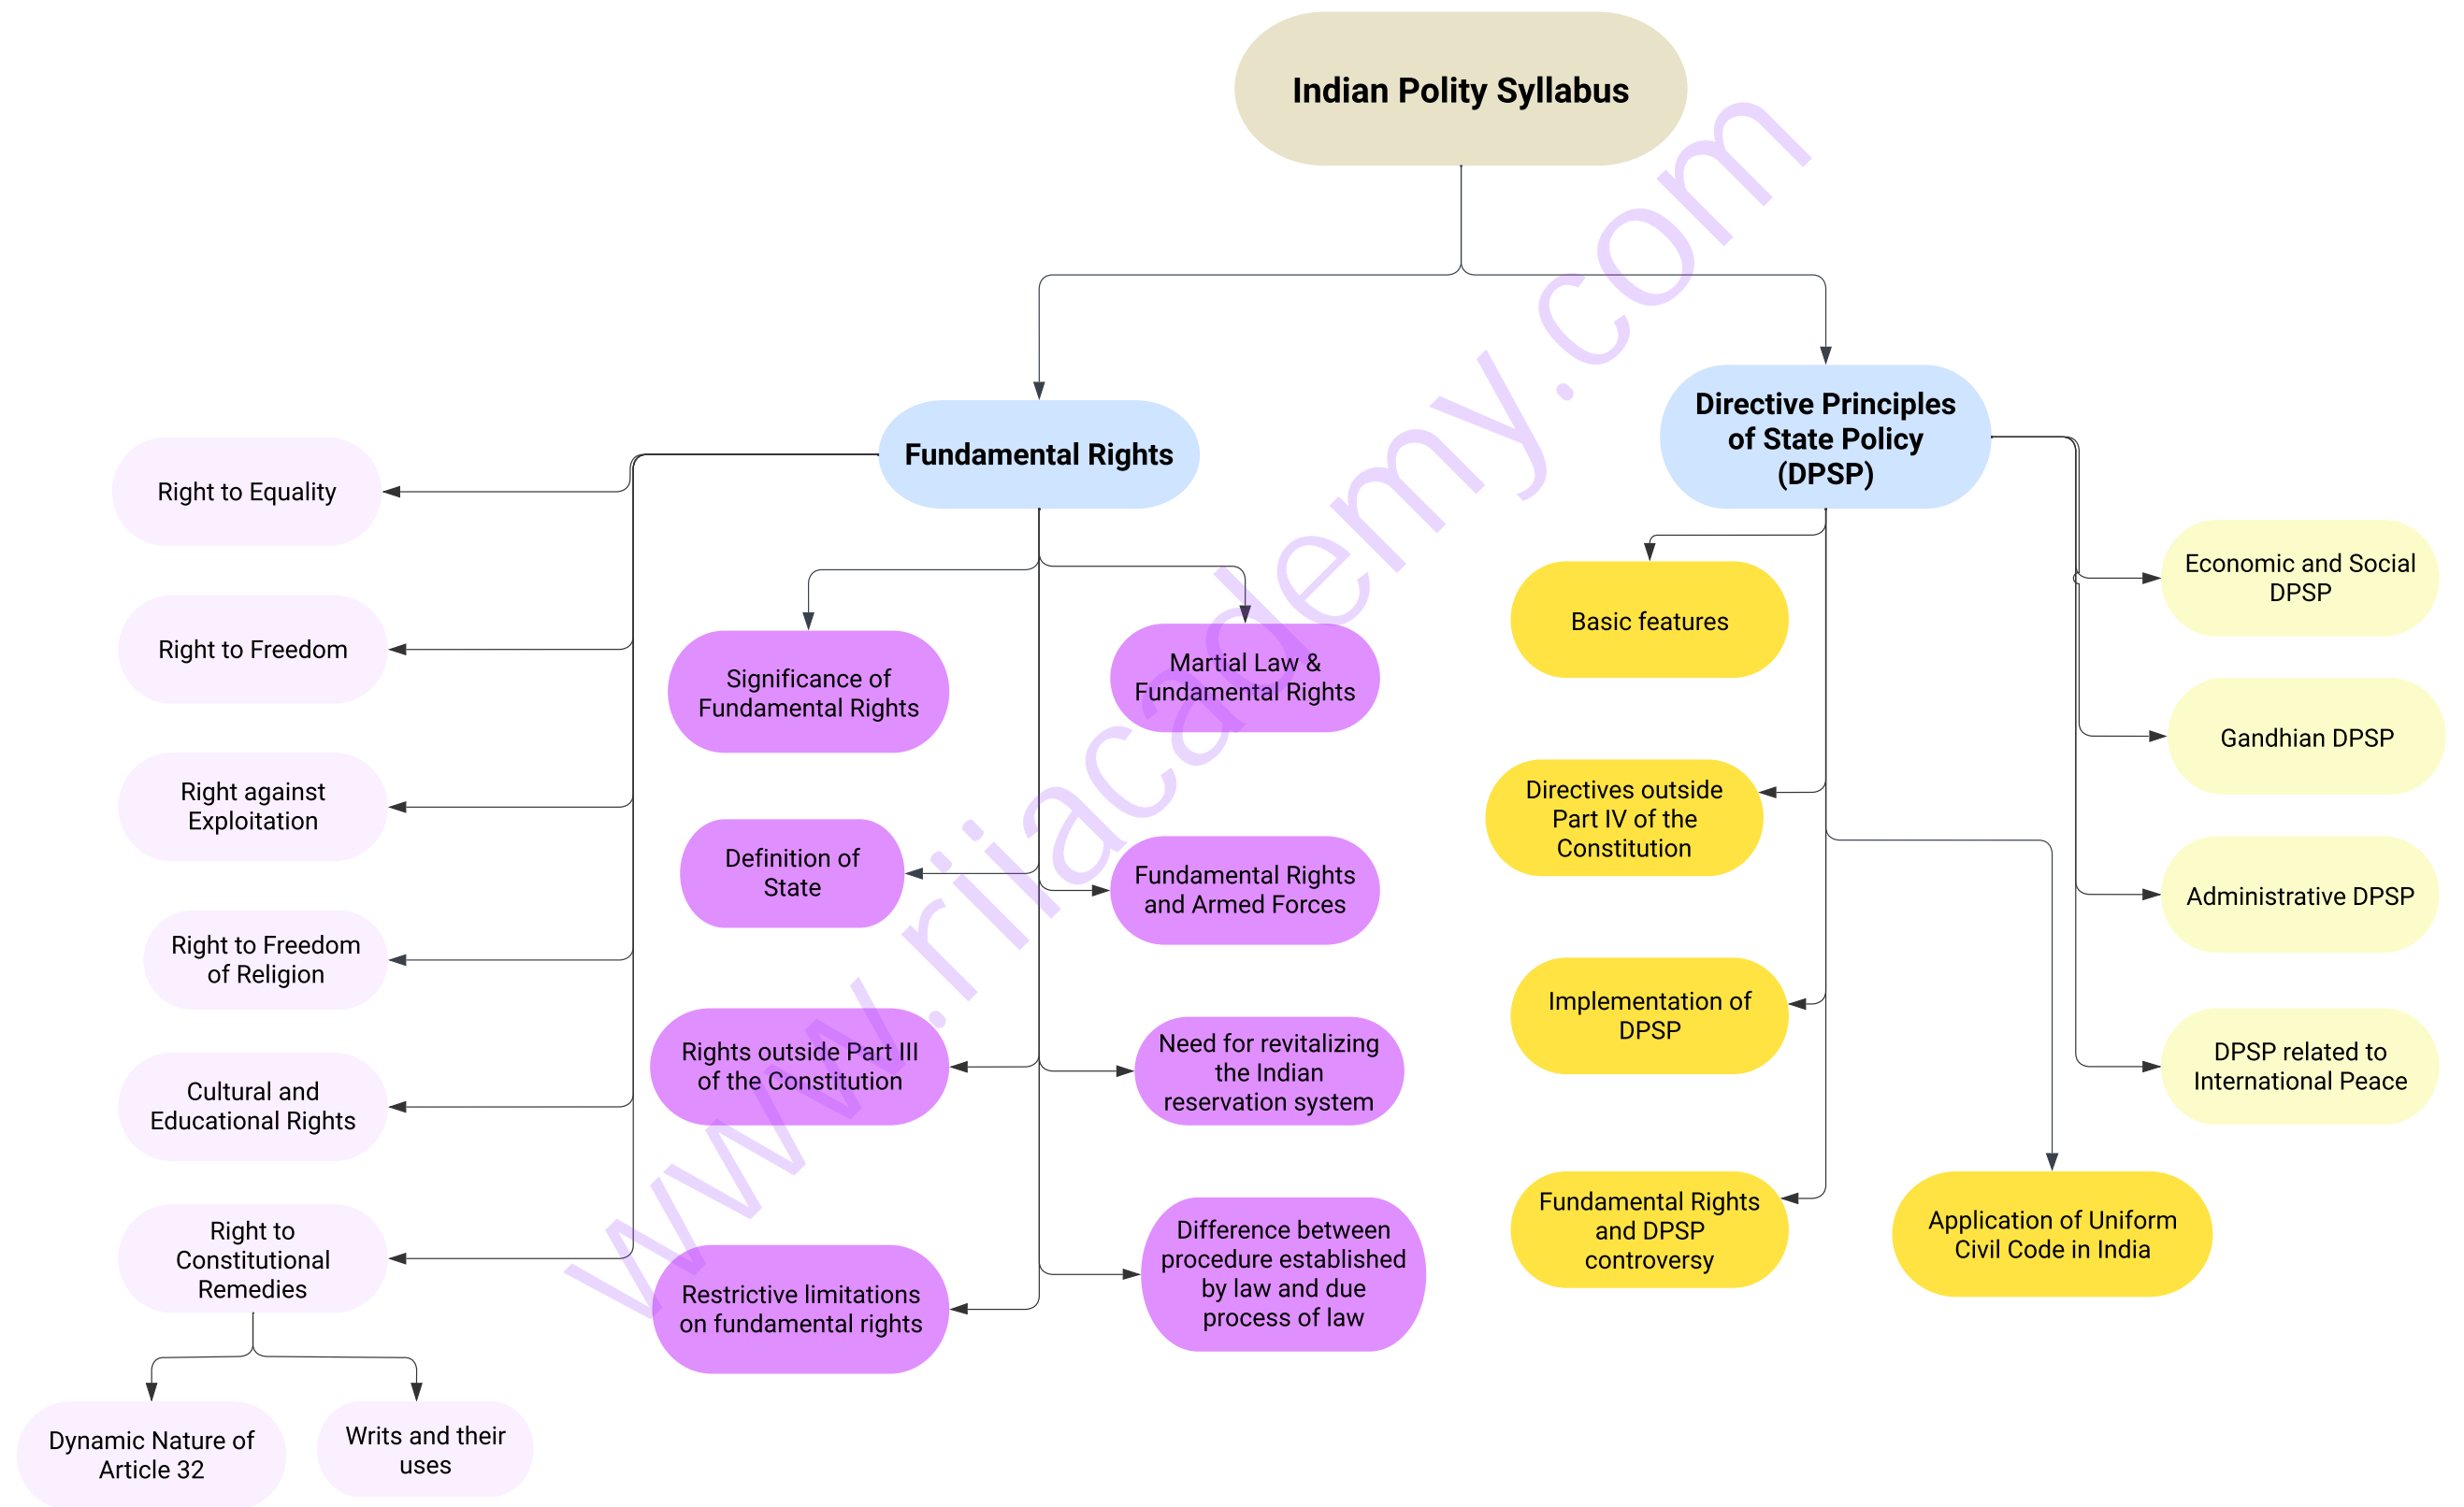 Indian Polity Syllabus
Fundamental Rights
Directive Principles
of State Policy
(DPSP)
Right to Equality
Right to Freedom
Right against
Exploitation
Right to Freedom
of Religion
Cultural and
Educational Rights
Right to
Constitutional
Remedies
Dynamic Nature of
Article 32
Writs and their
uses
Significance of
Fundamental Rights
Definition of
State
Rights outside Part III
of the Constitution
Restrictive limitations
on fundamental rights
Martial Law &
Fundamental Rights
Fundamental Rights
and Armed Forces
Need for revitalizing
the Indian
reservation system
Difference between
procedure established
by law and due
process of law
Basic features
Directives outside
Part IV of the
Constitution
Implementation of
DPSP
Fundamental Rights
and DPSP
controversy
Application of Uniform
Civil Code in India
Economic and Social
DPSP
Gandhian DPSP
Administrative DPSP
DPSP related to
International Peace
www.rijiacademy.com